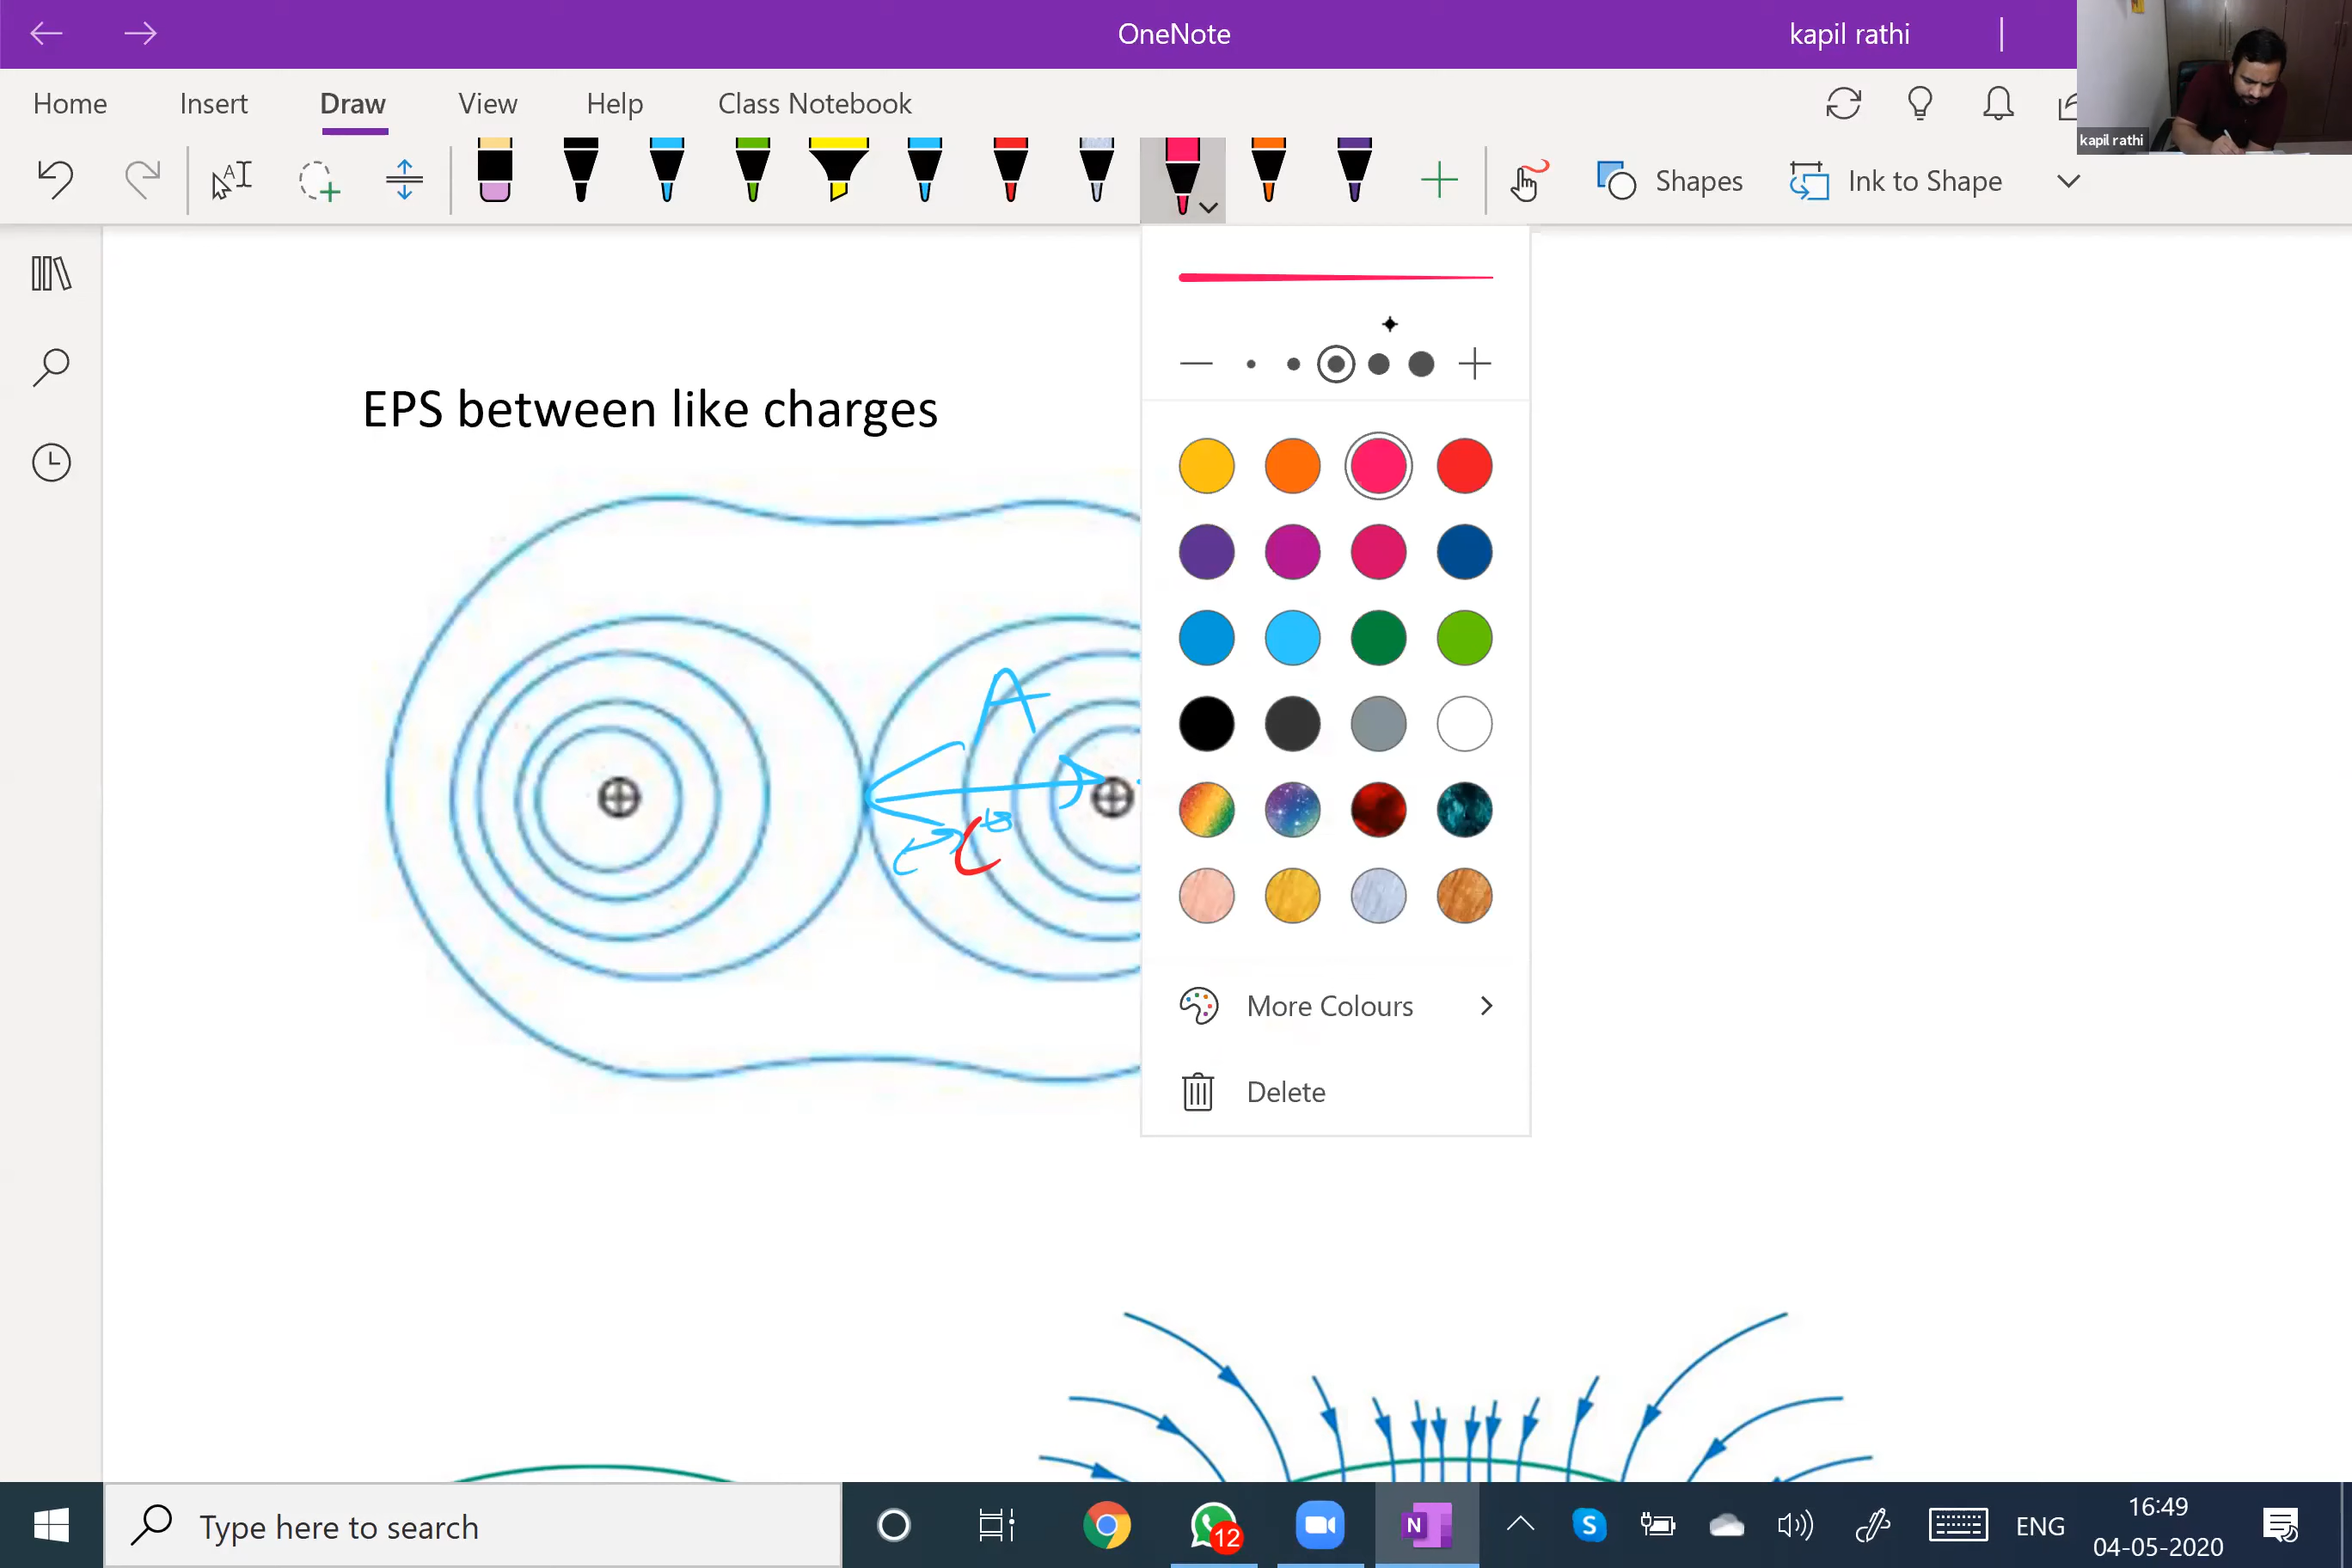 OneNote
kapil rathi
kapil rathi
Home Insert Draw View Help Class Notebook
Shapes Ink to Shape
EPS between like charges
A
More Colours
Delete
Type here to search
12
ENG
16:49
04-05-2020